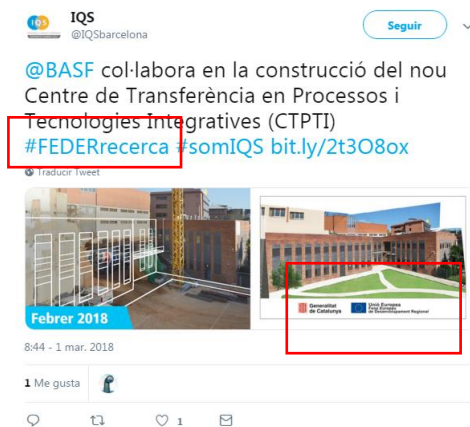 IQS
IQS
@IQSbarcelona
Seguir
@BASF col·labora en la construcció del nou
Centre de Transferència en Processos i
Tecnologies Integratives (CTPTI)
#FEDERrecerca #somIQS bit.ly/2t3O8ox
Traducir Tweet
Febrer 2018
Generalitat
de Catalunya
Unió Europea
Fons Europeu
de Desenvolupament Regional
8:44 - 1 mar. 2018
1 Me gusta
1